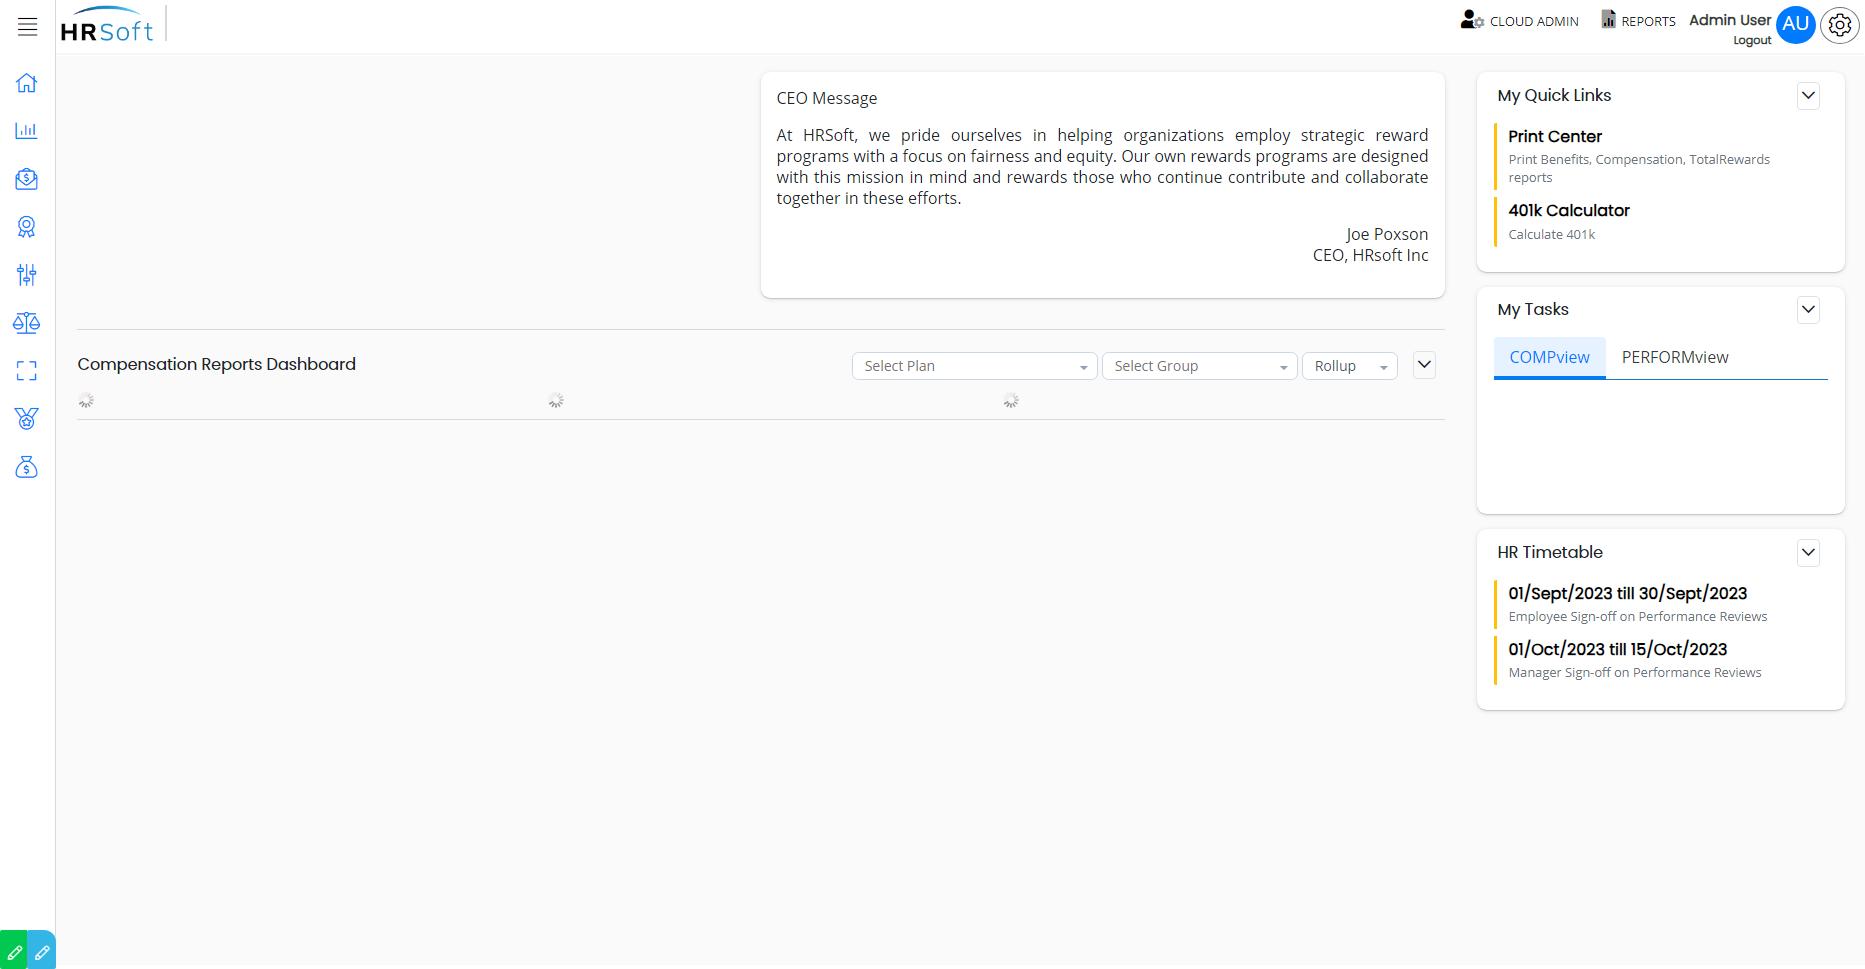 HRSoft
CLOUD ADMIN
REPORTS
Admin User
Logout
AU
CEO Message
At HRSoft, we pride ourselves in helping organizations employ strategic reward
programs with a focus on fairness and equity. Our own rewards programs are designed
with this mission in mind and rewards those who continue contribute and collaborate
together in these efforts.
Joe Poxson
CEO, HRsoft Inc
Compensation Reports Dashboard
Select Plan
Select Group
Rollup
My Quick Links
Print Center
Print Benefits, Compensation, TotalRewards
reports
401k Calculator
Calculate 401k
My Tasks
COMPview
PERFORMview
HR Timetable
01/Sept/2023 till 30/Sept/2023
Employee Sign-off on Performance Reviews
01/Oct/2023 till 15/Oct/2023
Manager Sign-off on Performance Reviews